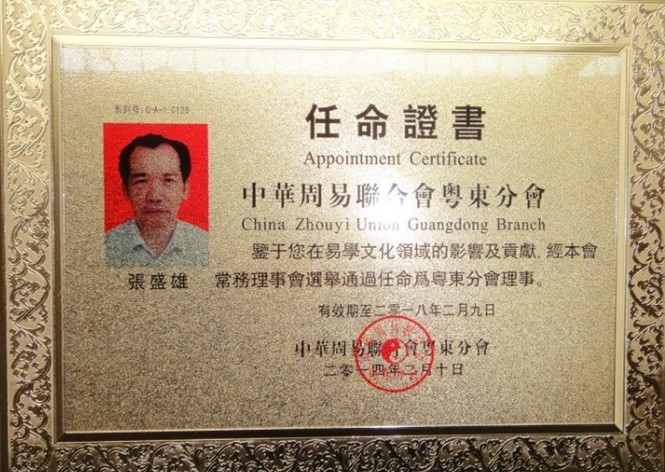 任命證書
Appointment Certificate
中華周易聯合會粵東分會
China Zhouyi Union Guangdong Branch
鑒于您在易學文化領域的影響及貢獻，經本會
常務理事會選舉通過任命爲粵東分會理事。
張盛雄
有效期至二零一八年二月九日
中華周易聯合會粵東分會
二零一四年二月十日